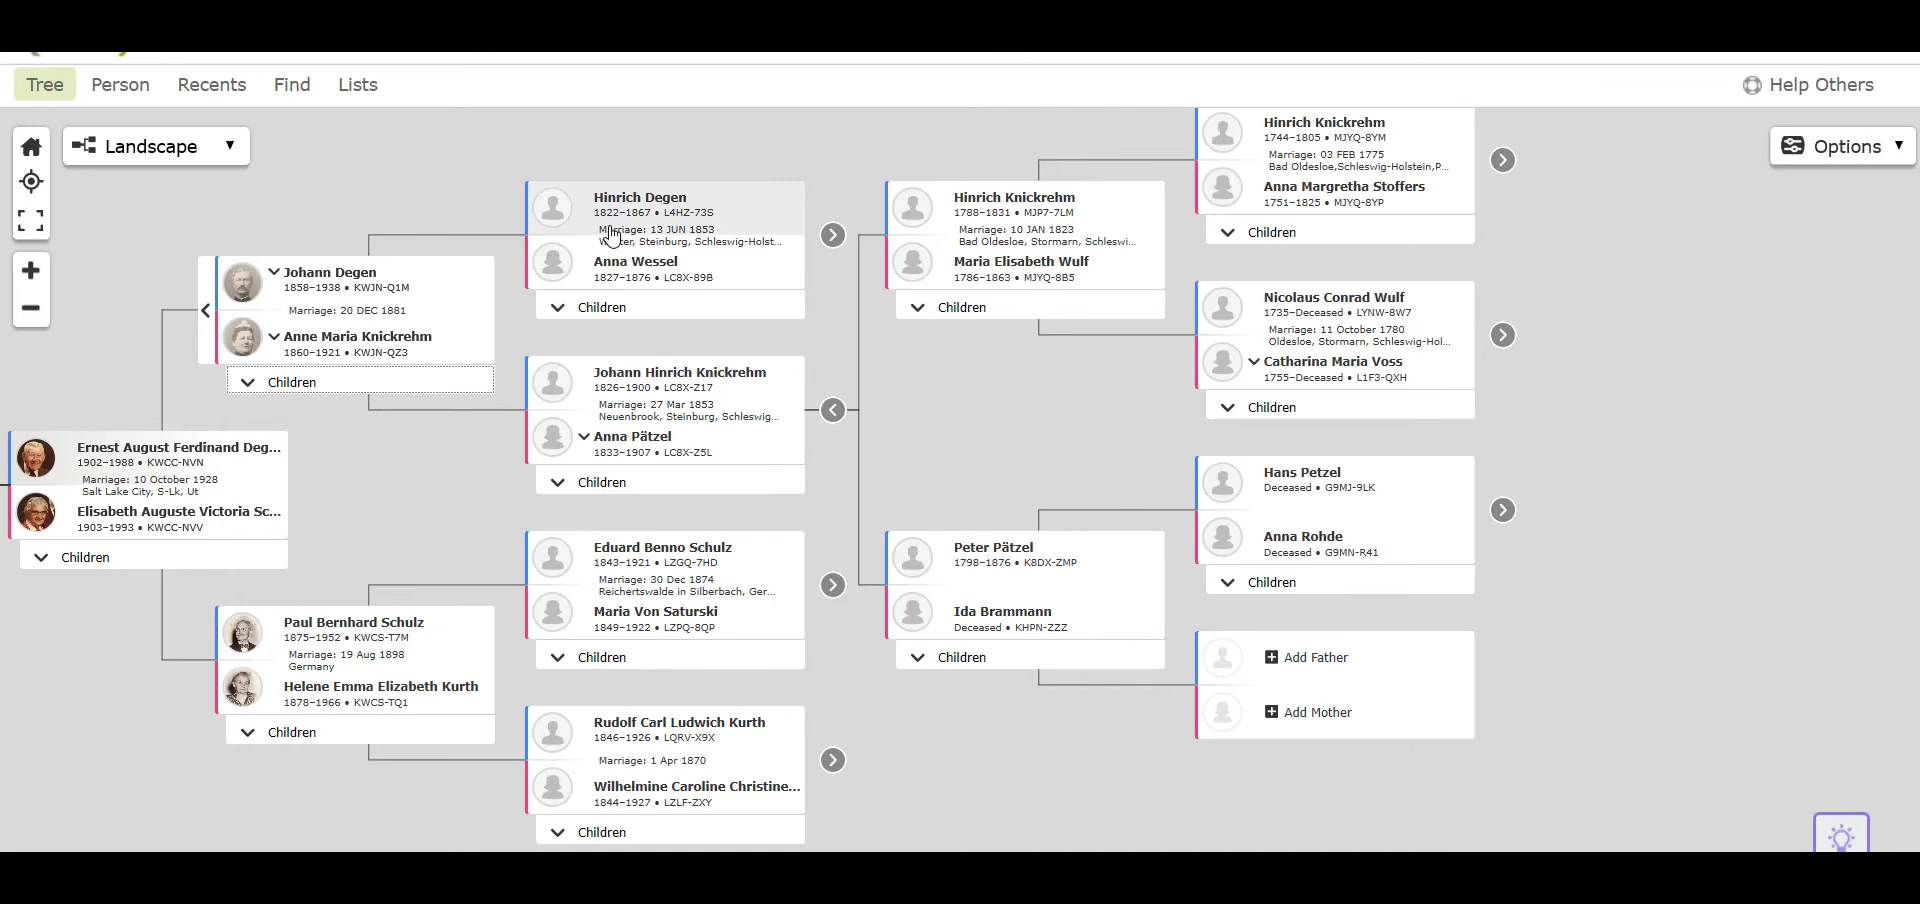 Tree Person Recents Find Lists Help Others
Landscape
Options
Ernest August Ferdinand Deg...
1902–1988 • KWCC-NVN
Marriage: 10 October 1928
Salt Lake City, S-Lk, Ut
Elisabeth Auguste Victoria Sc...
1903–1993 • KWCC-NVV
Children
Johann Degen
1858–1938 • KWJN-Q1M
Marriage: 20 DEC 1881
Anne Maria Knickrehm
1860–1921 • KWJN-QZ3
Children
Paul Bernhard Schulz
1875–1952 • KWCS-T7M
Marriage: 19 Aug 1898
Germany
Helene Emma Elizabeth Kurth
1878–1966 • KWCS-TQ1
Children
Hinrich Degen
1822–1867 • L4HZ-73S
Marriage: 13 JUN 1853
Steinburg, Schleswig-Holst...
Anna Wessel
1827–1876 • LC8X-89B
Children
Johann Hinrich Knickrehm
1826–1900 • LC8X-Z17
Marriage: 27 Mar 1853
Neuenbrook, Steinburg, Schleswig...
Anna Pätzel
1833–1907 • LC8X-Z5L
Children
Eduard Benno Schulz
1843–1921 • LZGQ-7HD
Marriage: 30 Dec 1874
Reichertswalde in Silberbach, Ger...
Maria Von Saturski
1849–1922 • LZPQ-8QP
Children
Rudolf Carl Ludwich Kurth
1846–1926 • LQRV-X9X
Marriage: 1 Apr 1870
Wilhelmine Caroline Christine...
1844–1927 • LZLF-ZXY
Children
Hinrich Knickrehm
1788–1831 • MJP7-7LM
Marriage: 10 JAN 1823
Bad Oldesloe, Stormarn, Schleswi...
Maria Elisabeth Wulf
1786–1863 • MJYQ-8B5
Children
Peter Pätzel
1798–1876 • K8DX-ZMP
Ida Brammann
Deceased • KHPN-ZZZ
Children
Hinrich Knickrehm
1744–1805 • MJYQ-8YM
Marriage: 03 FEB 1775
Bad Oldesloe,Schleswig-Holstein,P...
Anna Margretha Stoffers
1751–1825 • MJYQ-8YP
Children
Nicolaus Conrad Wulf
1735–Deceased • LYNW-8W7
Marriage: 11 October 1780
Oldesloe, Stormarn, Schleswig-Hol...
Catharina Maria Voss
1755–Deceased • L1F3-QXH
Children
Hans Petzel
Deceased • G9MJ-9LK
Anna Rohde
Deceased • G9MN-R41
Children
Add Father
Add Mother